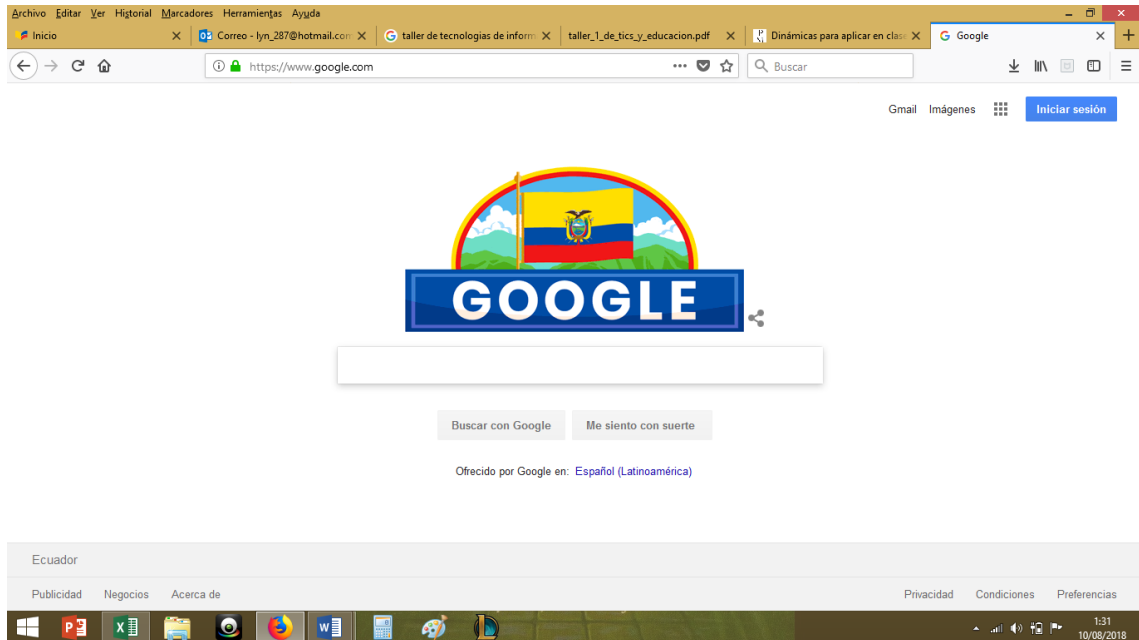 Archivo Editar Ver Historial Marcadores Herramientas Ayuda
Inicio
Correo - lyn_287@hotmail.com
taller de tecnologias de inform
taller_1_de_tics_y_educacion.pdf
Dinámicas para aplicar en clas
Google
https://www.google.com
Buscar
Gmail Imágenes Iniciar sesión
GOOGLE
Buscar con Google Me siento con suerte
Ofrecido por Google en: Español (Latinoamérica)
Ecuador
Publicidad Negocios Acerca de Privacidad Condiciones Preferencias
1:31
10/08/2018